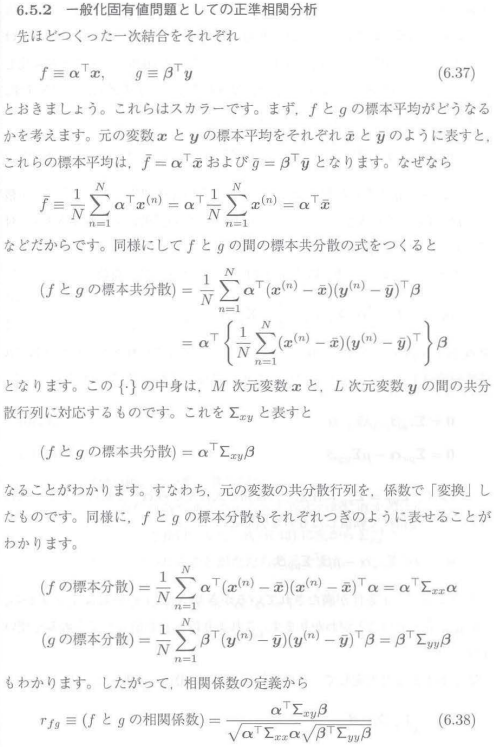 6.5.2 一般化固有値問題としての正準相関分析
先ほどつくった一次結合をそれぞれ
f ≡ α⊤x,  g ≡ β⊤y  (6.37)
とおきましょう。これらはスカラーです。まず，f と g の標本平均がどうなる
かを考えます。元の変数 x と y の標本平均をそれぞれ x̄ と ȳ のように表すと，
これらの標本平均は，f̄ = α⊤x̄ および ḡ = β⊤ȳ となります。なぜなら
f̄ ≡ 1/N ∑_{n=1}^{N} α⊤x^{(n)} = α⊤ 1/N ∑_{n=1}^{N} x^{(n)} = α⊤x̄
などだからです。同様にして f と g の間の標本共分散の式をつくると
(f と g の標本共分散) = 1/N ∑_{n=1}^{N} α⊤(x^{(n)} − x̄)(y^{(n)} − ȳ)⊤β
= α⊤ { 1/N ∑_{n=1}^{N} (x^{(n)} − x̄)(y^{(n)} − ȳ)⊤ } β
となります。この {·} の中身は，M 次元変数 x と，L 次元変数 y の間の共分
散行列に対応するものです。これを Σ_{xy} と表すと
(f と g の標本共分散) = α⊤Σ_{xy}β
なることがわかります。すなわち，元の変数の共分散行列を，係数で「変換」し
たものです。同様に，f と g の標本分散もそれぞれつぎのように表せることが
わかります。
(f の標本分散) = 1/N ∑_{n=1}^{N} α⊤(x^{(n)} − x̄)(x^{(n)} − x̄)⊤α = α⊤Σ_{xx}α
(g の標本分散) = 1/N ∑_{n=1}^{N} β⊤(y^{(n)} − ȳ)(y^{(n)} − ȳ)⊤β = β⊤Σ_{yy}β
もわかります。したがって，相関係数の定義から
r_{fg} ≡ (f と g の相関係数) = α⊤Σ_{xy}β / √(α⊤Σ_{xx}α) √(β⊤Σ_{yy}β)  (6.38)